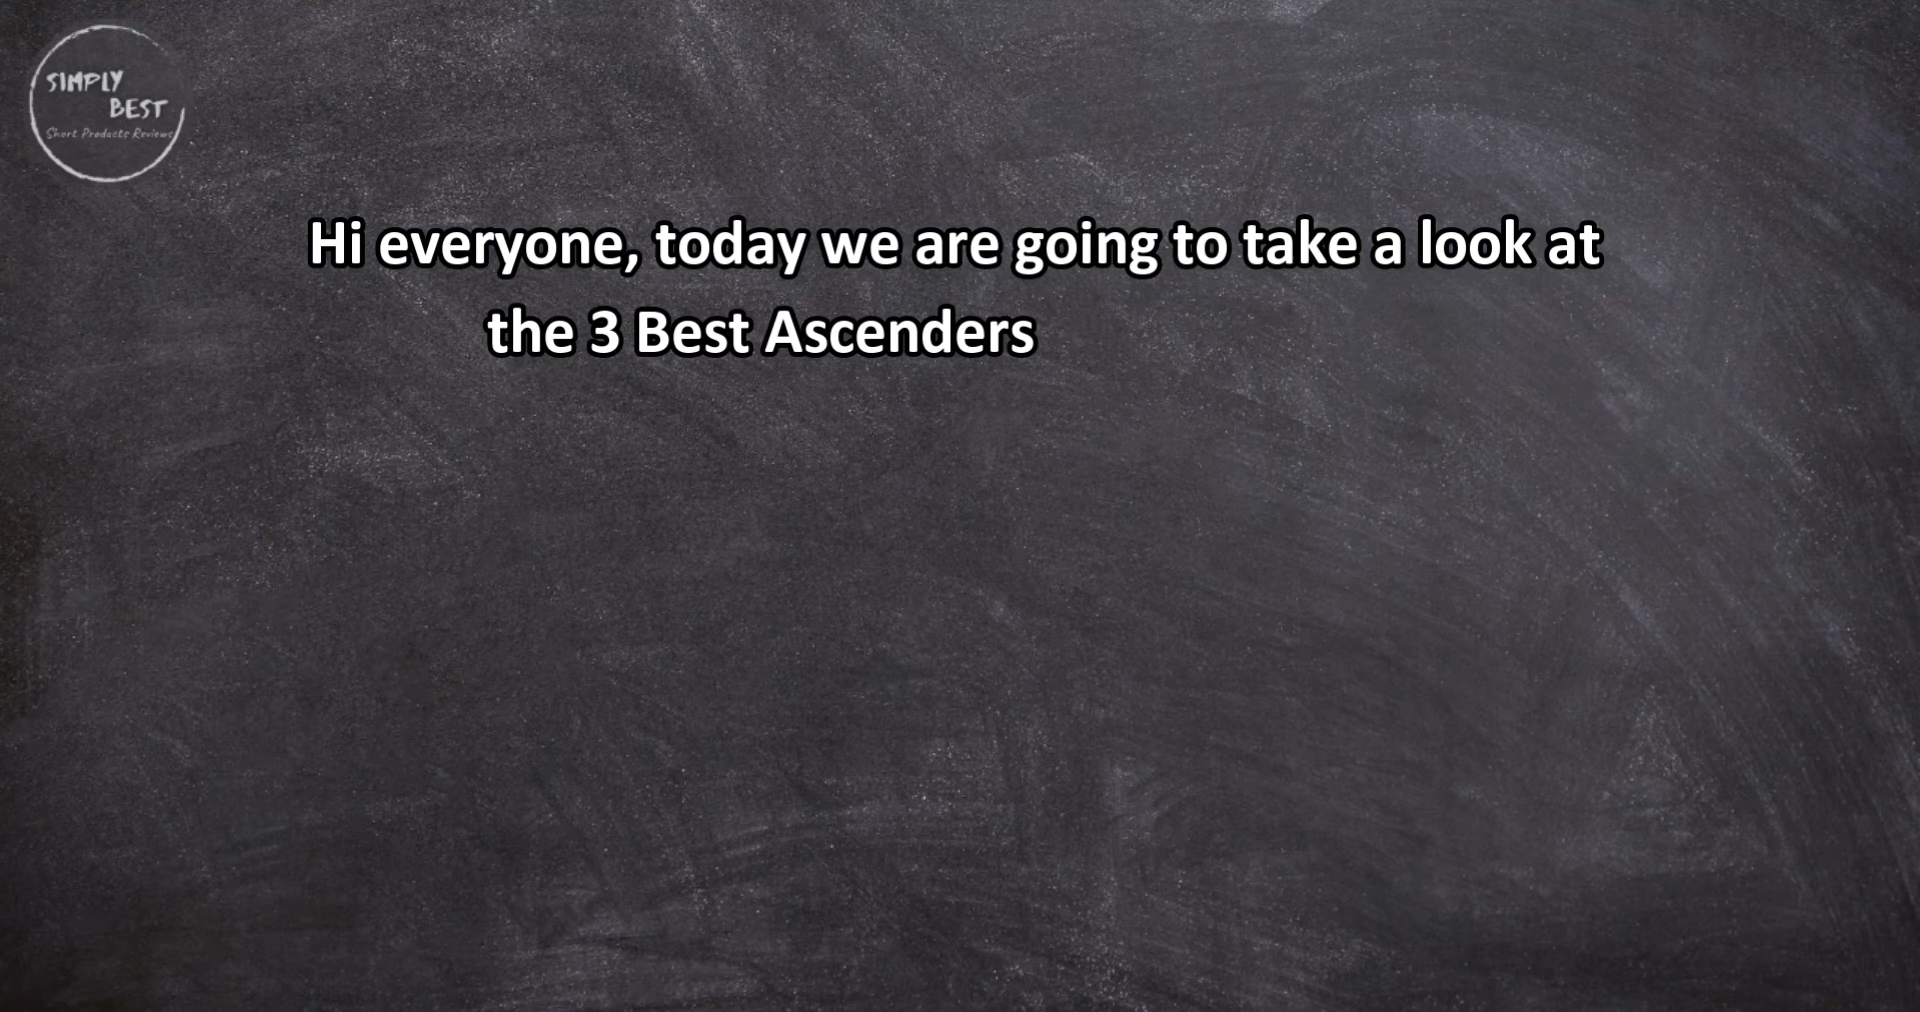 SIMPLY
BEST
Short Products Reviews
Hi everyone, today we are going to take a look at
the 3 Best Ascenders